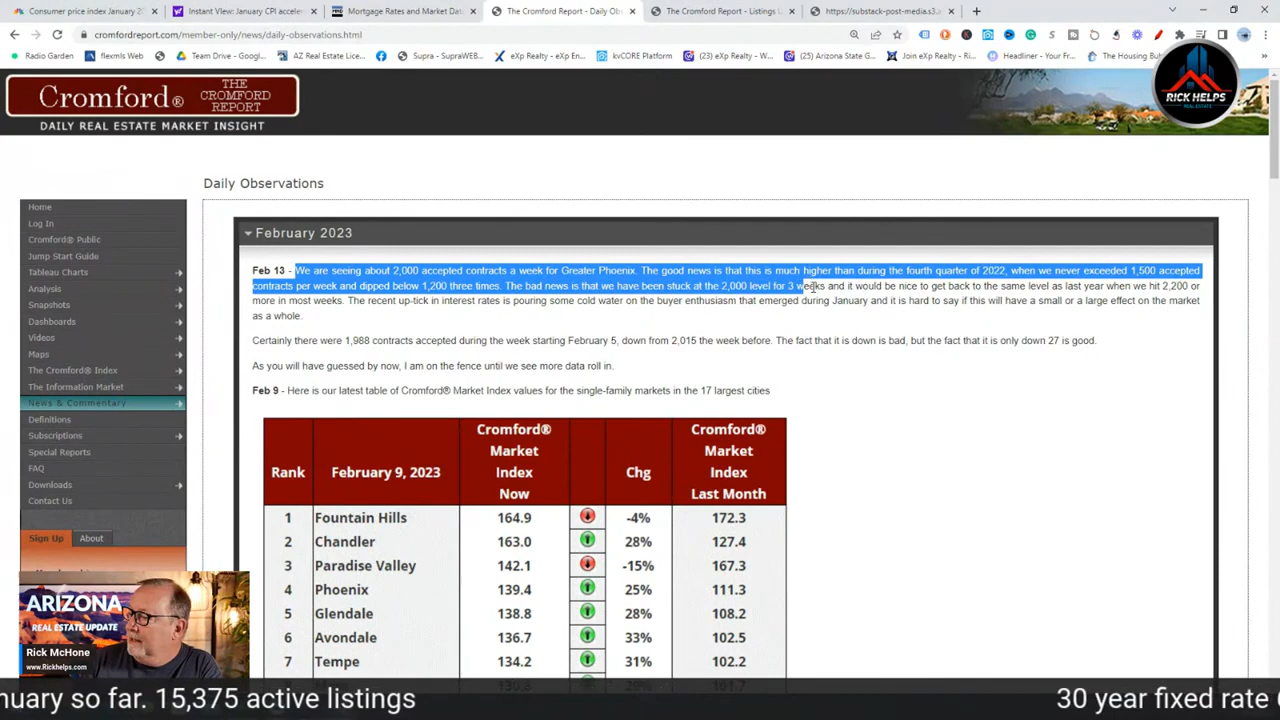 Consumer price index January 20
Instant View: January CPI acceler
Mortgage Rates and Market Dat
The Cromford Report - Daily Obs
The Cromford Report - Listings U
https://substack-post-media.s3.a
cromfordreport.com/member-only/news/daily-observations.html
Radio Garden
flexmls Web
Team Drive - Googl...
AZ Real Estate Lice...
Supra - SupraWEB...
eXp Realty - eXp En...
kvCORE Platform
(23) eXp Realty - W...
(25) Arizona State G...
Join eXp Realty - Ri...
Headliner - Your Fr...
The Housing Bu
Cromford® THE CROMFORD REPORT
DAILY REAL ESTATE MARKET INSIGHT
RICK HELPS
REAL ESTATE
Daily Observations
Home
Log In
Cromford® Public
Jump Start Guide
Tableau Charts
Analysis
Snapshots
Dashboards
Videos
Maps
The Cromford® Index
The Information Market
News & Commentary
Definitions
Subscriptions
Special Reports
FAQ
Downloads
Contact Us
Sign Up About
February 2023
Feb 13 - We are seeing about 2,000 accepted contracts a week for Greater Phoenix. The good news is that this is much higher than during the fourth quarter of 2022, when we never exceeded 1,500 accepted
contracts per week and dipped below 1,200 three times. The bad news is that we have been stuck at the 2,000 level for 3 weeks and it would be nice to get back to the same level as last year when we hit 2,200 or
more in most weeks. The recent up-tick in interest rates is pouring some cold water on the buyer enthusiasm that emerged during January and it is hard to say if this will have a small or a large effect on the market
as a whole.
Certainly there were 1,988 contracts accepted during the week starting February 5, down from 2,015 the week before. The fact that it is down is bad, but the fact that it is only down 27 is good.
As you will have guessed by now, I am on the fence until we see more data roll in.
Feb 9 - Here is our latest table of Cromford® Market Index values for the single-family markets in the 17 largest cities
Rank February 9, 2023 Cromford® Market Index Now Chg Cromford® Market Index Last Month
1 Fountain Hills 164.9 -4% 172.3
2 Chandler 163.0 28% 127.4
3 Paradise Valley 142.1 -15% 167.3
4 Phoenix 139.4 25% 111.3
5 Glendale 138.8 28% 108.2
6 Avondale 136.7 33% 102.5
7 Tempe 134.2 31% 102.2
ARIZONA
REAL ESTATE UPDATE
Rick McHone
www.Rickhelps.com
nuary so far. 15,375 active listings
30 year fixed rate